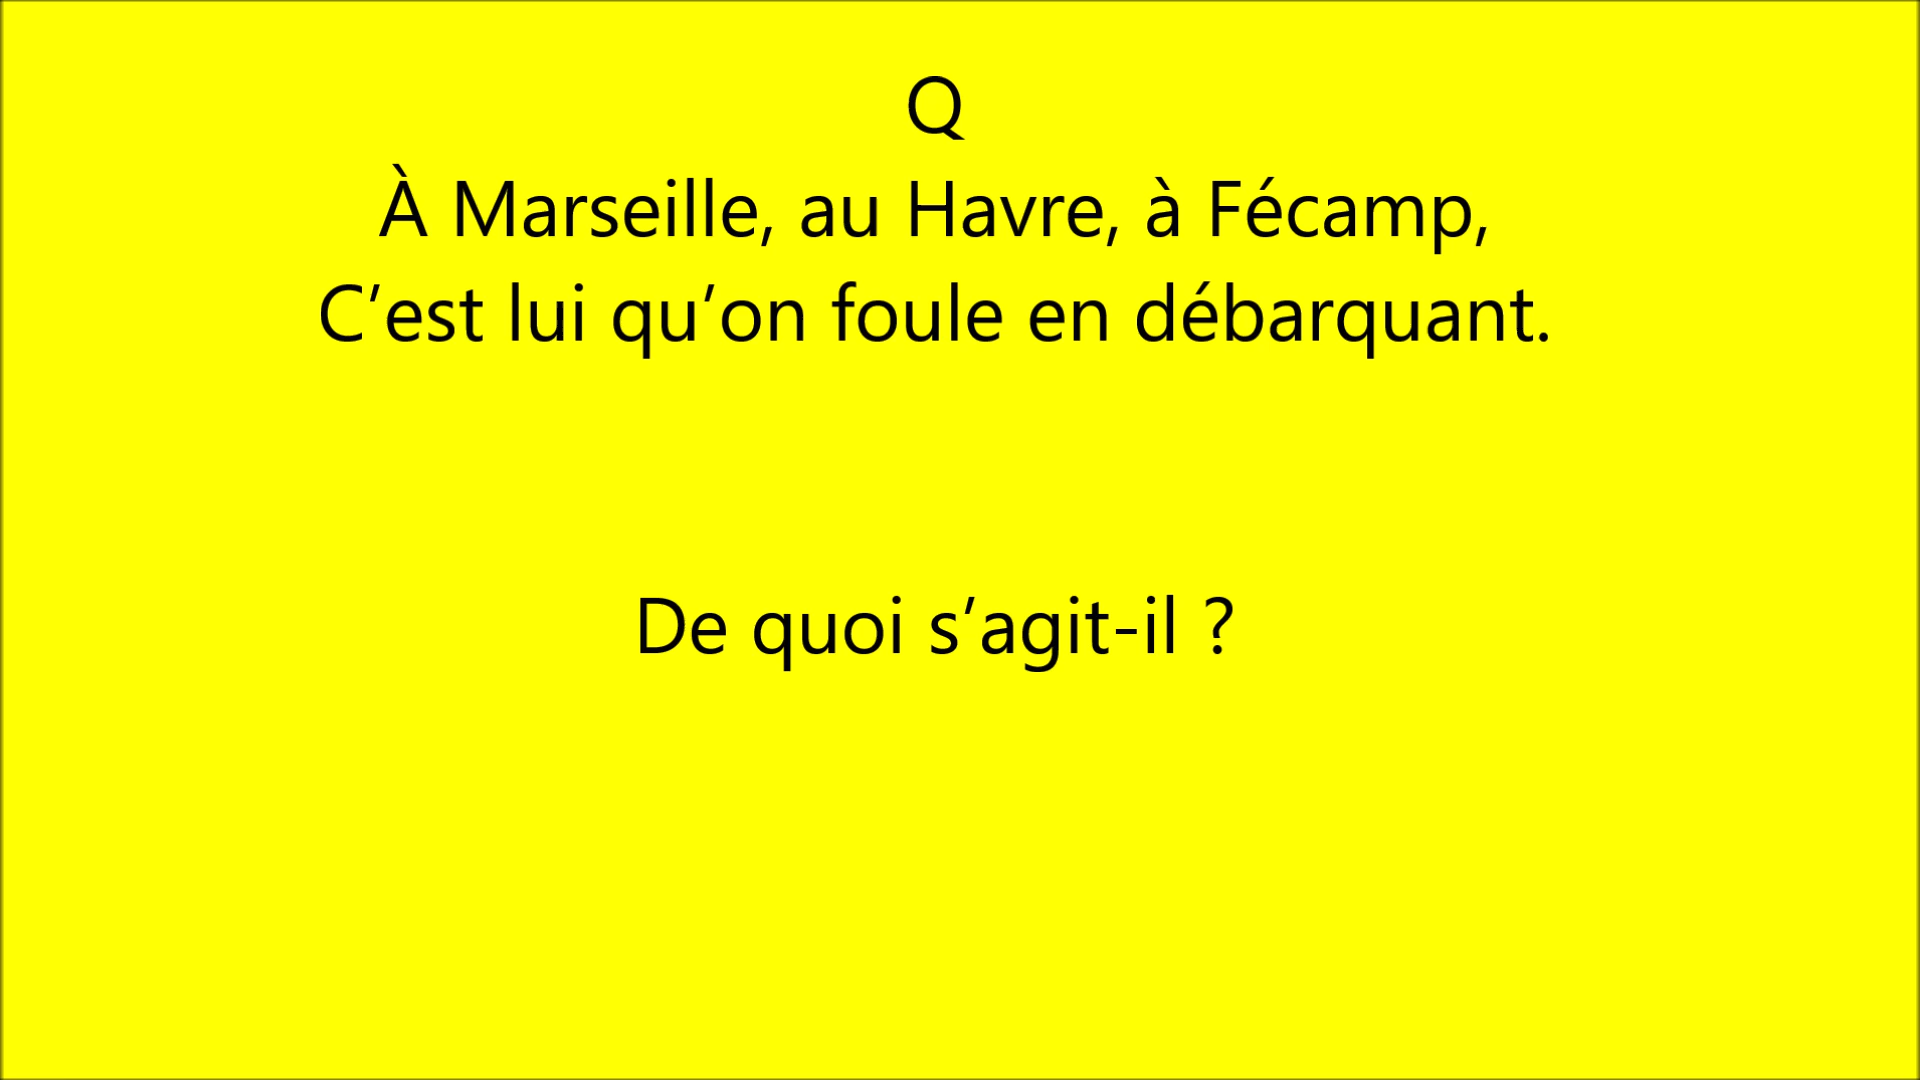 Q
À Marseille, au Havre, à Fécamp,
C’est lui qu’on foule en débarquant.
De quoi s’agit-il ?